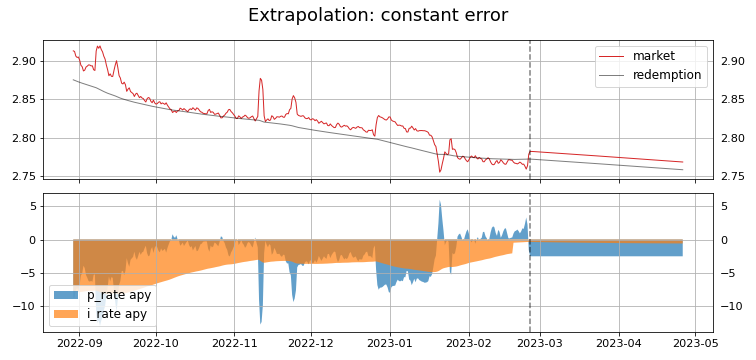 Extrapolation: constant error
2.90 2.90
2.85 2.85
2.80 2.80
2.75 2.75
market
redemption
5 5
0 0
−5 −5
−10 −10
p_rate apy
i_rate apy
2022-09 2022-10 2022-11 2022-12 2023-01 2023-02 2023-03 2023-04 2023-05